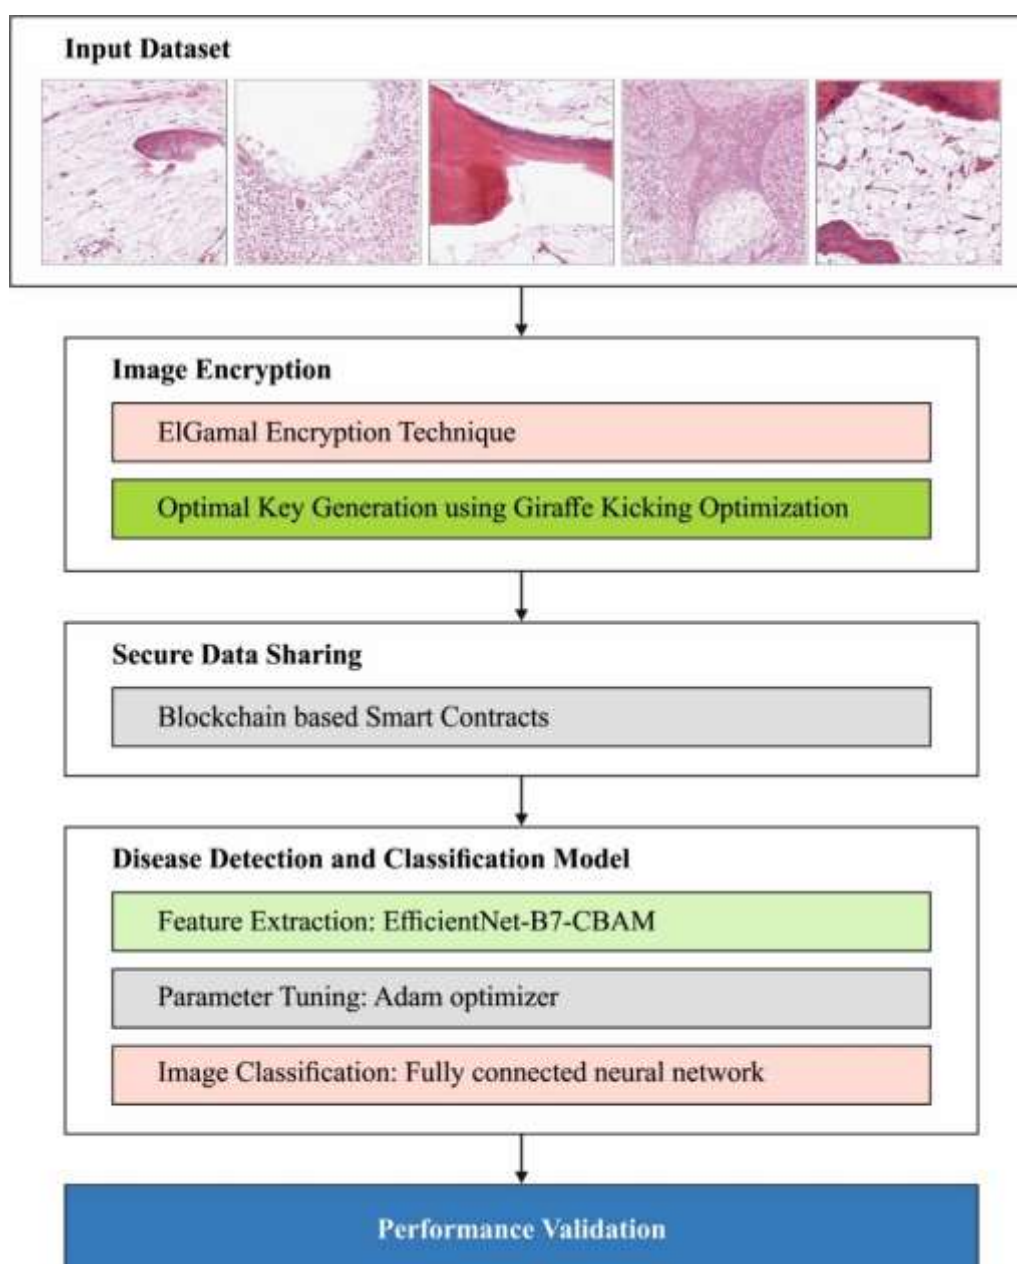 Input Dataset
Image Encryption
ElGamal Encryption Technique
Optimal Key Generation using Giraffe Kicking Optimization
Secure Data Sharing
Blockchain based Smart Contracts
Disease Detection and Classification Model
Feature Extraction: EfficientNet-B7-CBAM
Parameter Tuning: Adam optimizer
Image Classification: Fully connected neural network
Performance Validation